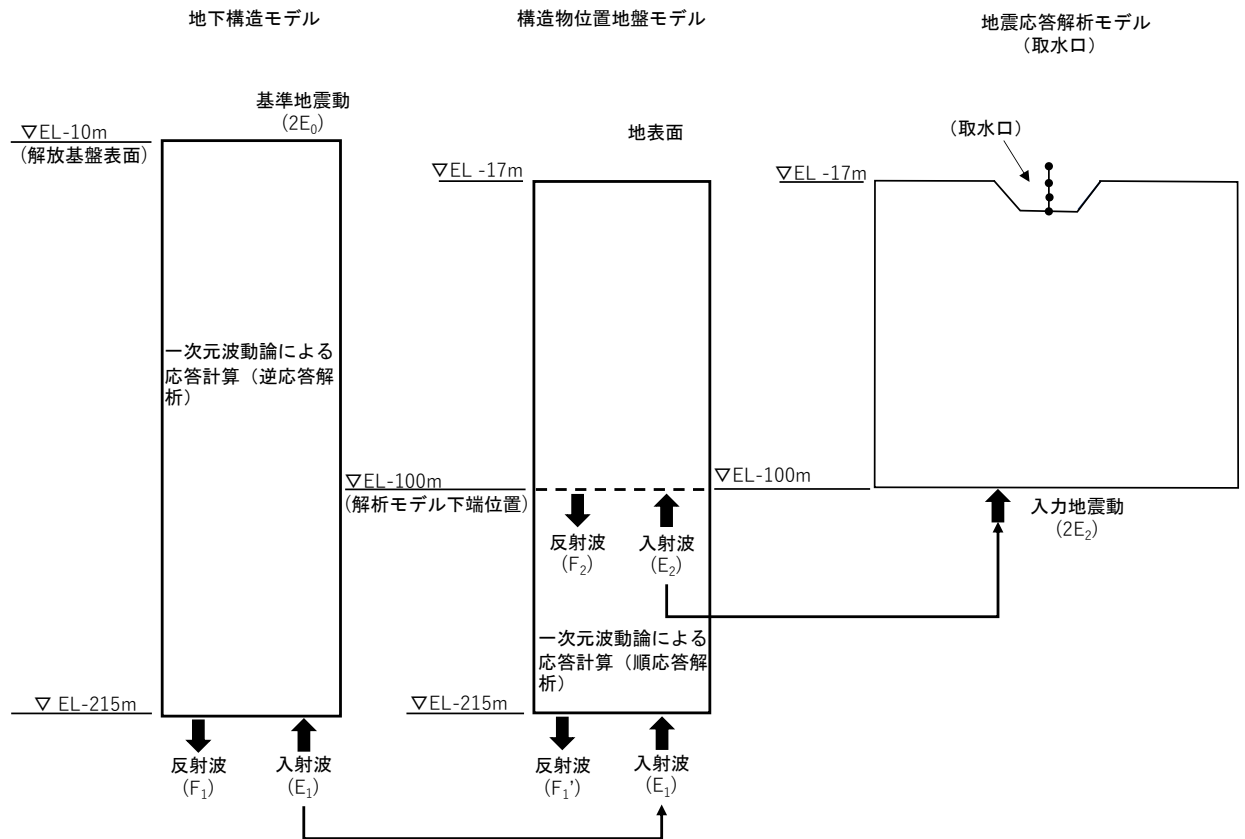 地下構造モデル
構造物位置地盤モデル
地震応答解析モデル
(取水口)
基準地震動
(2E₀)
▽EL-10m
(解放基盤表面)
地表面
(取水口)
▽EL -17m
▽EL -17m
一次元波動論による
応答計算（逆応答解
析）
▽EL-100m
(解析モデル下端位置)
▽EL-100m
反射波
(F₂)
入射波
(E₂)
入力地震動
(2E₂)
一次元波動論による
応答計算（順応答解
析）
▽ EL-215m
▽EL-215m
反射波
(F₁)
入射波
(E₁)
反射波
(F₁')
入射波
(E₁)